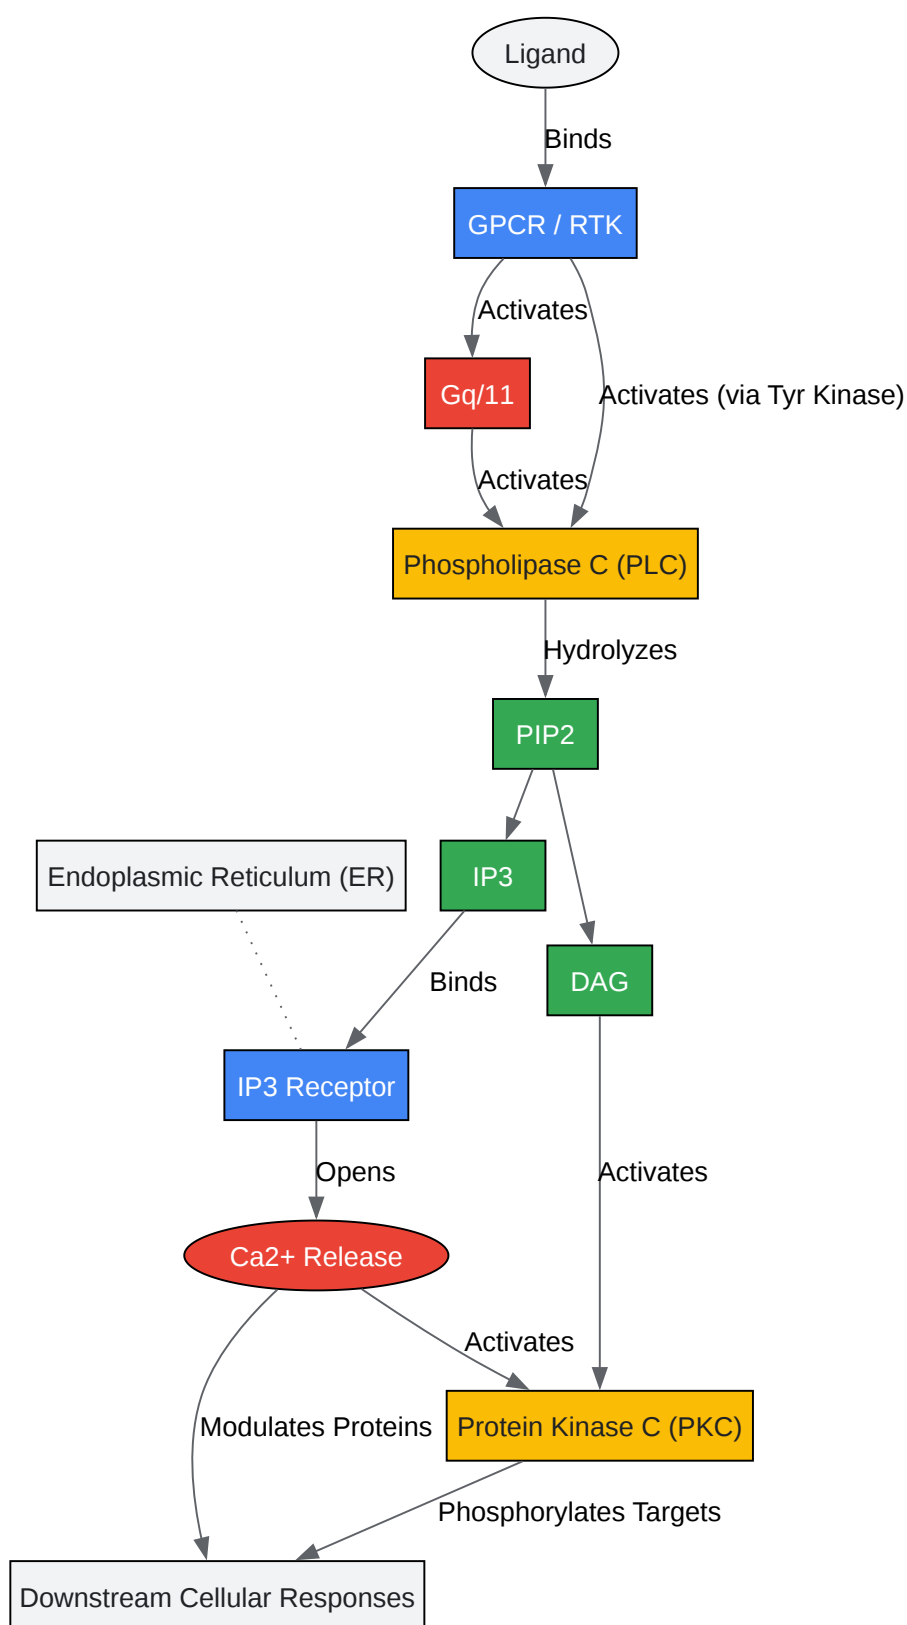 Ligand
Binds
GPCR / RTK
Activates
Gq/11
Activates (via Tyr Kinase)
Activates
Phospholipase C (PLC)
Hydrolyzes
PIP2
Endoplasmic Reticulum (ER)
IP3
Binds
DAG
IP3 Receptor
Opens
Activates
Ca2+ Release
Activates
Modulates Proteins
Protein Kinase C (PKC)
Phosphorylates Targets
Downstream Cellular Responses